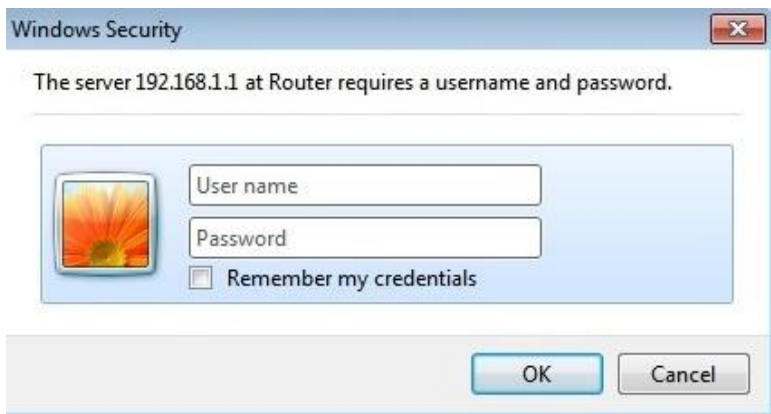 Windows Security
The server 192.168.1.1 at Router requires a username and password.
User name
Password
Remember my credentials
OK
Cancel